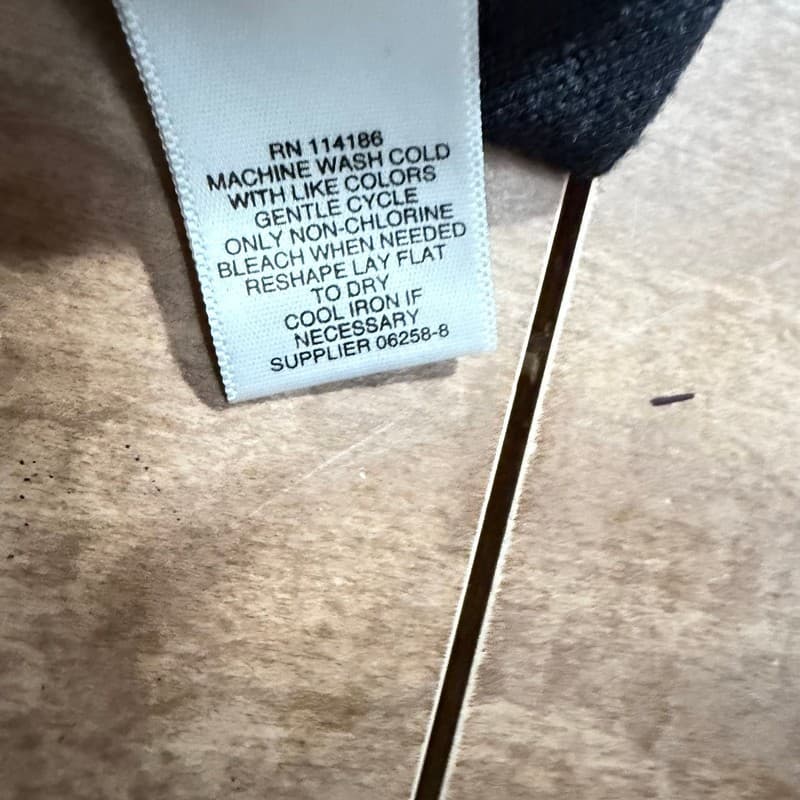 RN 114186
MACHINE WASH COLD
WITH LIKE COLORS
GENTLE CYCLE
ONLY NON-CHLORINE
BLEACH WHEN NEEDED
RESHAPE LAY FLAT
TO DRY
COOL IRON IF
NECESSARY
SUPPLIER 06258-8